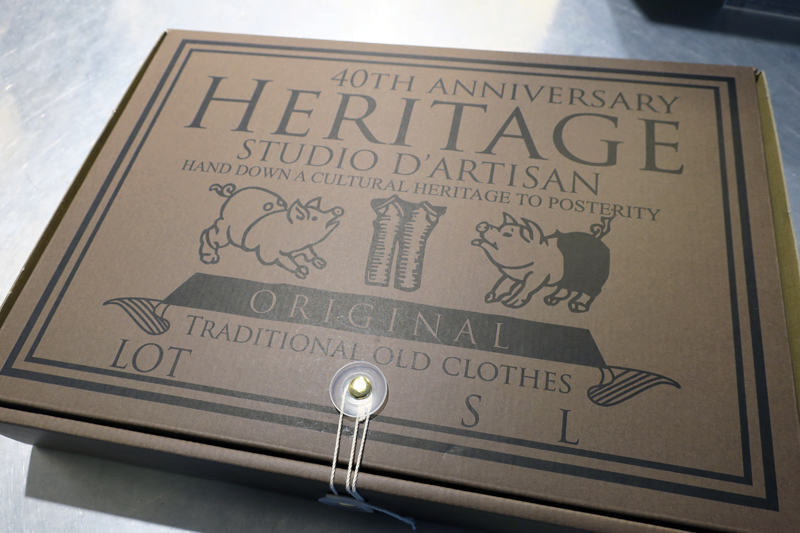 40TH ANNIVERSARY
HERITAGE
STUDIO D'ARTISAN
HAND DOWN A CULTURAL HERITAGE TO POSTERITY
ORIGINAL
TRADITIONAL OLD CLOTHES
LOT
S L